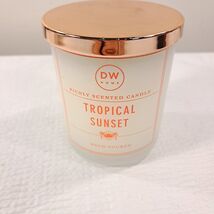 DW
HOME
RICHLY SCENTED CANDLE
TROPICAL
SUNSET